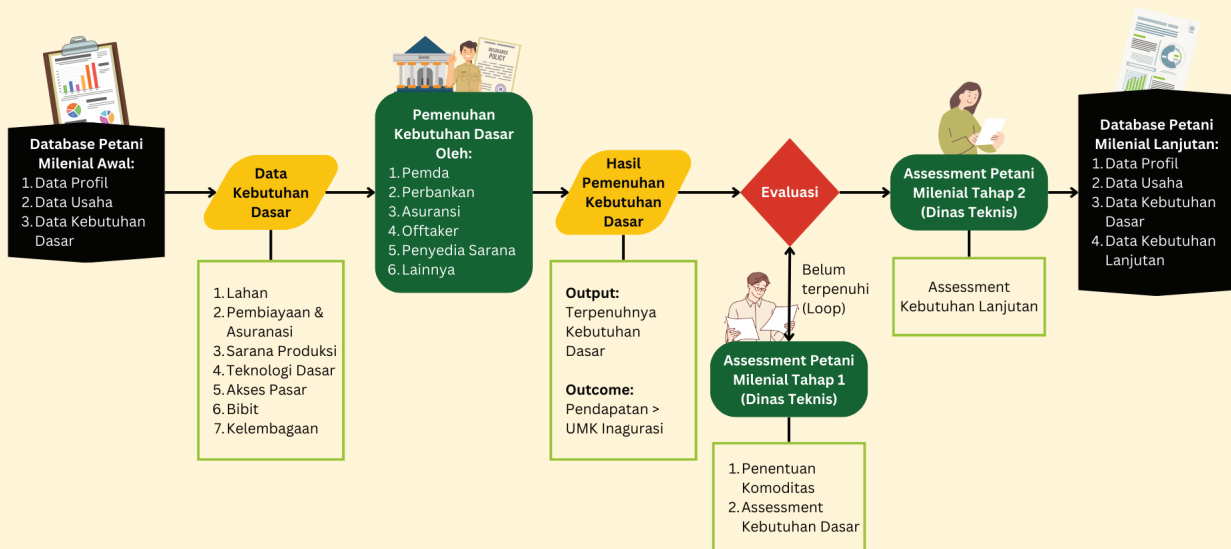 Database Petani
Milenial Awal:
1. Data Profil
2. Data Usaha
3. Data Kebutuhan
Dasar
Data
Kebutuhan
Dasar
1. Lahan
2. Pembiayaan &
Asuranasi
3. Sarana Produksi
4. Teknologi Dasar
5. Akses Pasar
6. Bibit
7. Kelembagaan
BANK
INSURANCE
POLICY
Pemenuhan
Kebutuhan Dasar
Oleh:
1. Pemda
2. Perbankan
3. Asuransi
4. Offtaker
5. Penyedia Sarana
6. Lainnya
Hasil
Pemenuhan
Kebutuhan
Dasar
Output:
Terpenuhnya
Kebutuhan
Dasar
Outcome:
Pendapatan >
UMK Inagurasi
Evaluasi
Belum
terpenuhi
(Loop)
Assessment Petani
Milenial Tahap 1
(Dinas Teknis)
1. Penentuan
Komoditas
2. Assessment
Kebutuhan Dasar
Assessment Petani
Milenial Tahap 2
(Dinas Teknis)
Assessment
Kebutuhan Lanjutan
Database Petani
Milenial Lanjutan:
1. Data Profil
2. Data Usaha
3. Data Kebutuhan
Dasar
4. Data Kebutuhan
Lanjutan